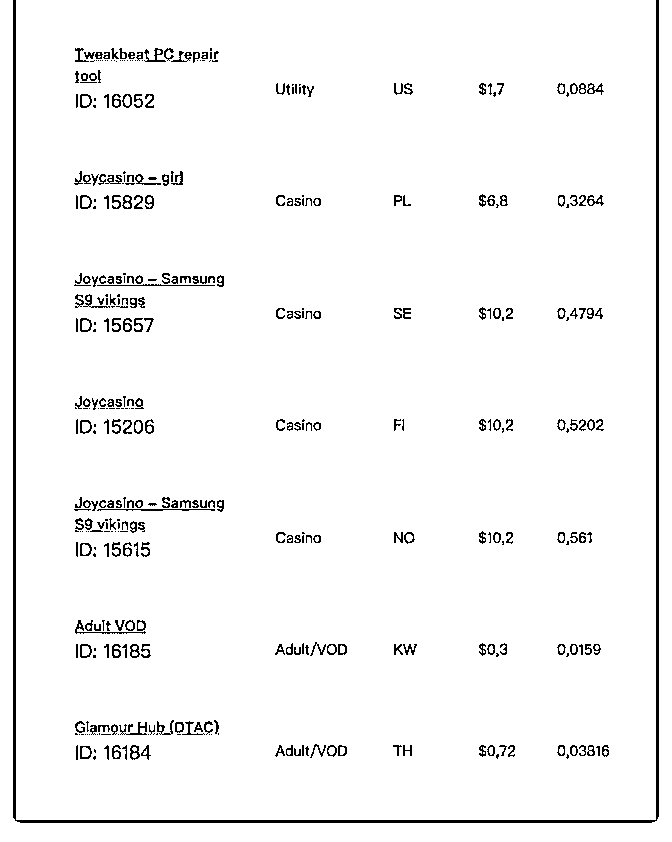 Tweakbeat PC repair
tool
ID: 16052
Utility US $1,7 0,0884
Joycasino – girl
ID: 15829
Casino PL $6,8 0,3264
Joycasino – Samsung
S9 vikings
ID: 15657
Casino SE $10,2 0,4794
Joycasino
ID: 15206
Casino FI $10,2 0,5202
Joycasino – Samsung
S9 vikings
ID: 15615
Casino NO $10,2 0,561
Adult VOD
ID: 16185
Adult/VOD KW $0,3 0,0159
Glamour Hub (DTAC)
ID: 16184
Adult/VOD TH $0,72 0,03816